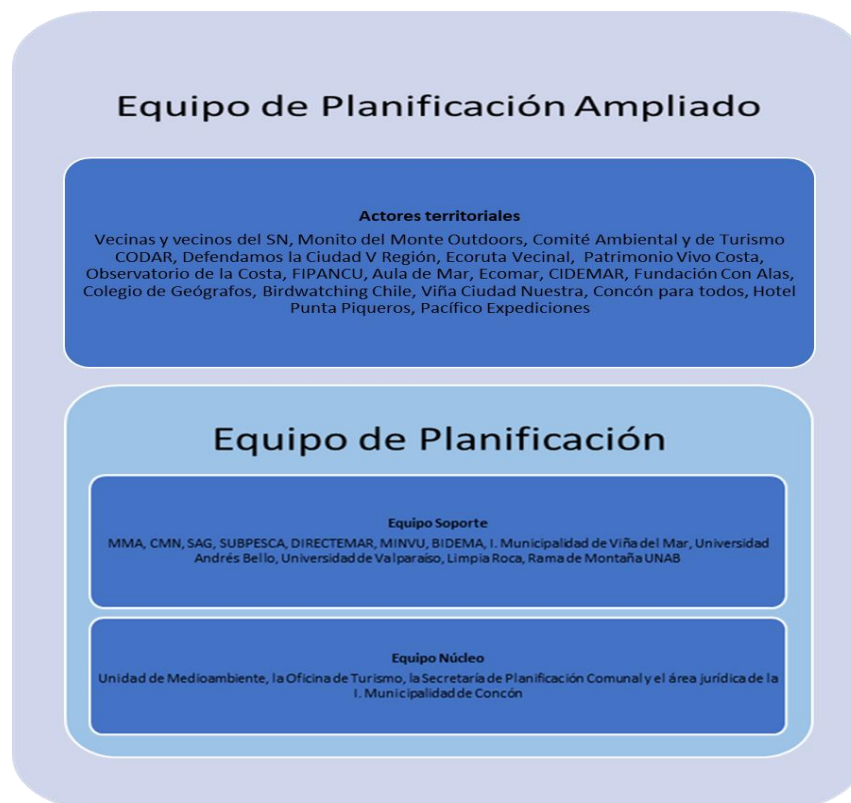 Equipo de Planificación Ampliado
Actores territoriales
Vecinas y vecinos del SN, Monito del Monte Outdoors, Comité Ambiental y de Turismo
CODAR, Defendamos la Ciudad V Región, Ecoruta Vecinal, Patrimonio Vivo Costa,
Observatorio de la Costa, FIPANCU, Aula de Mar, Ecomar, CIDEMAR, Fundación Con Alas,
Colegio de Geógrafos, Birdwatching Chile, Viña Ciudad Nuestra, Concón para todos, Hotel
Punta Piqueros, Pacífico Expediciones
Equipo de Planificación
Equipo Soporte
MMA, CMN, SAG, SUBPESCA, DIRECTEMAR, MINVU, BIDEMA, I. Municipalidad de Viña del Mar, Universidad
Andrés Bello, Universidad de Valparaíso, Limpia Roca, Rama de Montaña UNAB
Equipo Núcleo
Unidad de Medioambiente, la Oficina de Turismo, la Secretaría de Planificación Comunal y el área jurídica de la
I. Municipalidad de Concón